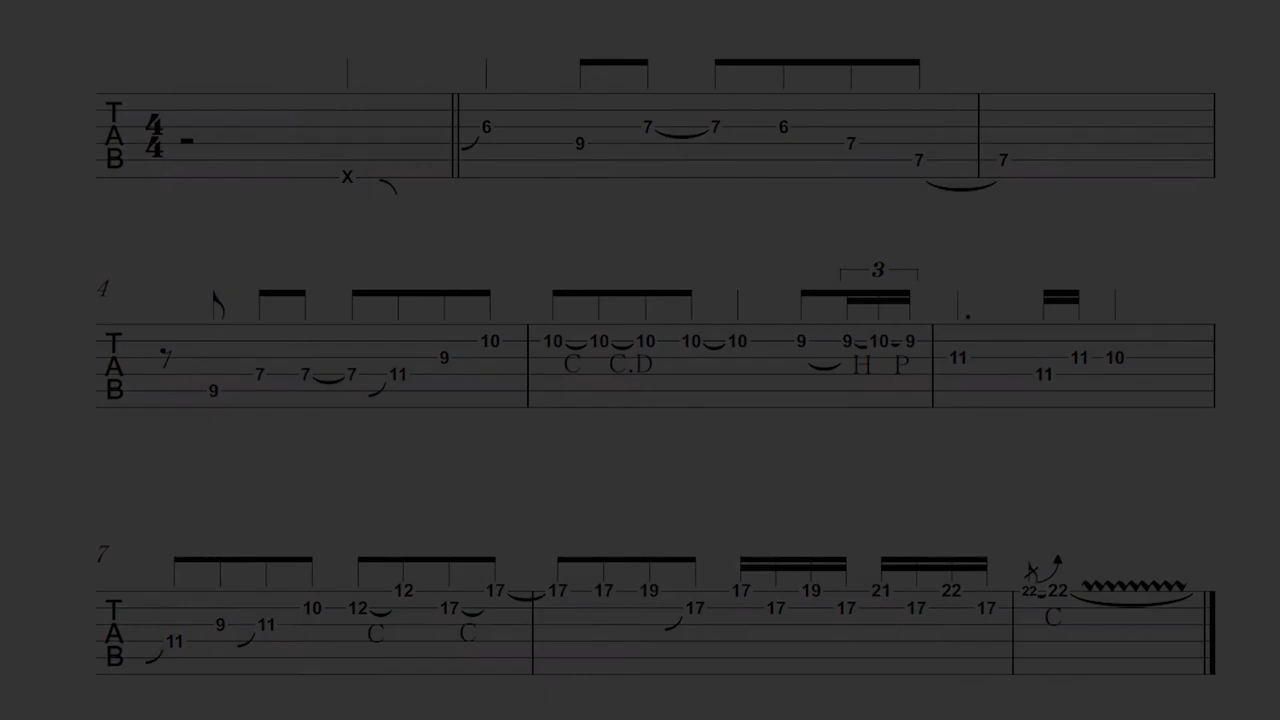 T A B 4 4 X 6 9 7 7 6 7 7 7
4
3
T A B 9 7 7 7 11 9 10 10 10 10 10 10 9 9 10 9 11 11 11 10
C C.D H P
7
T A B 11 9 11 10 12 12 17 17 17 17 19 17 17 17 19 17 21 17 22 17 22 22
C C C